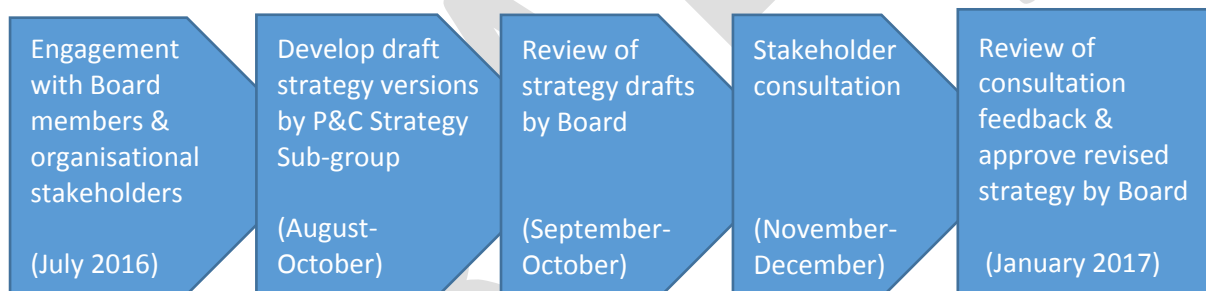 Engagement
with Board
members &
organisational
stakeholders
(July 2016)
Develop draft
strategy versions
by P&C Strategy
Sub-group
(August-
October)
Review of
strategy drafts
by Board
(September-
October)
Stakeholder
consultation
(November-
December)
Review of
consultation
feedback &
approve revised
strategy by Board
(January 2017)